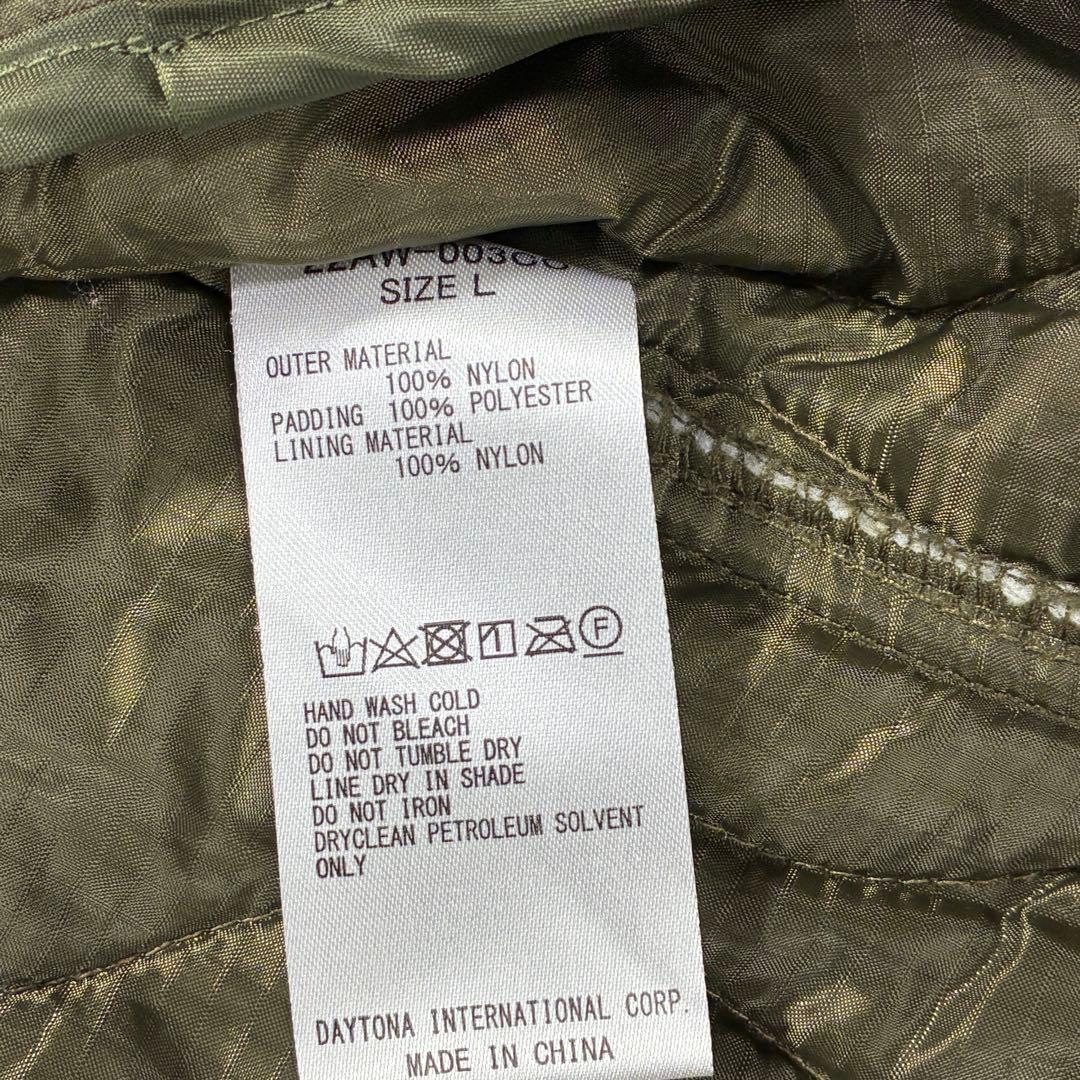 SIZE L
OUTER MATERIAL
100% NYLON
PADDING 100% POLYESTER
LINING MATERIAL
100% NYLON
F
HAND WASH COLD
DO NOT BLEACH
DO NOT TUMBLE DRY
LINE DRY IN SHADE
DO NOT IRON
DRYCLEAN PETROLEUM SOLVENT
ONLY
DAYTONA INTERNATIONAL CORP.
MADE IN CHINA